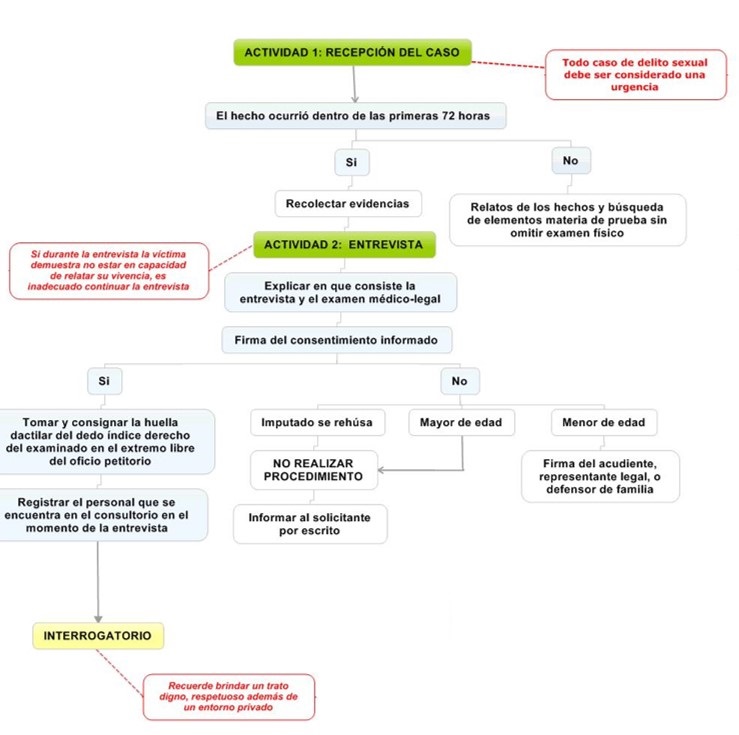 ACTIVIDAD 1: RECEPCIÓN DEL CASO
Todo caso de delito sexual
debe ser considerado una
urgencia
El hecho ocurrió dentro de las primeras 72 horas
Si
No
Recolectar evidencias
Relatos de los hechos y búsqueda
de elementos materia de prueba sin
omitir examen físico
ACTIVIDAD 2:  ENTREVISTA
Si durante la entrevista la víctima
demuestra no estar en capacidad
de relatar su vivencia, es
inadecuado continuar la entrevista
Explicar en que consiste la
entrevista y el examen médico-legal
Firma del consentimiento informado
Si
No
Tomar y consignar la huella
dactilar del dedo índice derecho
del examinado en el extremo libre
del oficio petitorio
Imputado se rehúsa
Mayor de edad
Menor de edad
NO REALIZAR
PROCEDIMIENTO
Firma del acudiente,
representante legal, o
defensor de familia
Registrar el personal que se
encuentra en el consultorio en el
momento de la entrevista
Informar al solicitante
por escrito
INTERROGATORIO
Recuerde brindar un trato
digno, respetuoso además de
un entorno privado